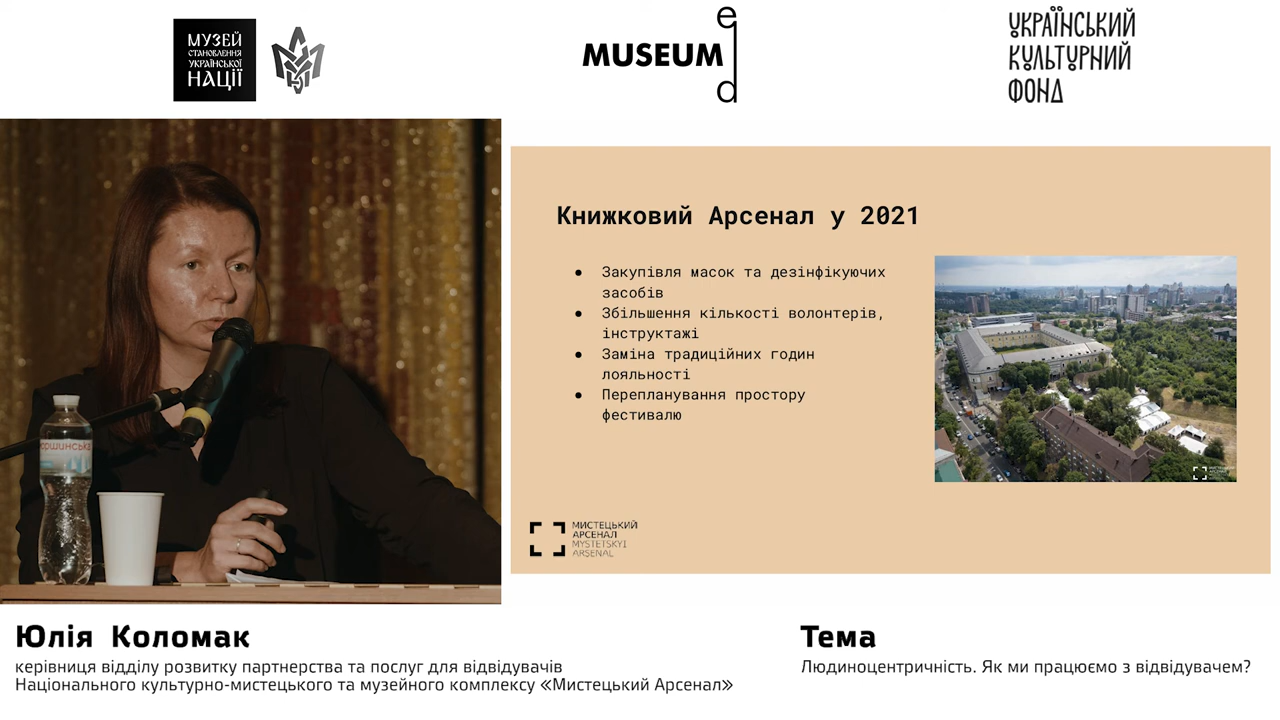 МУЗЕЙ
СТАНОВЛЕННЯ
УКРАЇНСЬКОЇ
НАЦІЇ
MUSEUM
ed
УКРАЇНСЬКИЙ
КУЛЬТУРНИЙ
ФОНД
Книжковий Арсенал у 2021
● Закупівля масок та дезінфікуючих
засобів
● Збільшення кількості волонтерів,
інструктажі
● Заміна традиційних годин
лояльності
● Перепланування простору
фестивалю
МИСТЕЦЬКИЙ
АРСЕНАЛ
MYSTETSKYI
ARSENAL
Юлія Коломак
керівниця відділу розвитку партнерства та послуг для відвідувачів
Національного культурно-мистецького та музейного комплексу «Мистецький Арсенал»
Тема
Людиноцентричність. Як ми працюємо з відвідувачем?